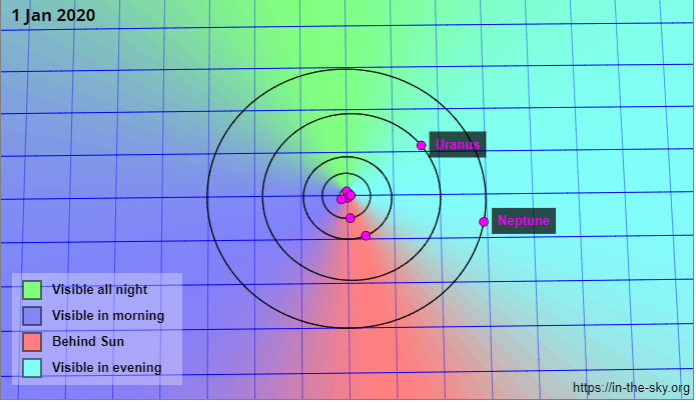 1 Jan 2020
Uranus
Neptune
Visible all night
Visible in morning
Behind Sun
Visible in evening
https://in-the-sky.org